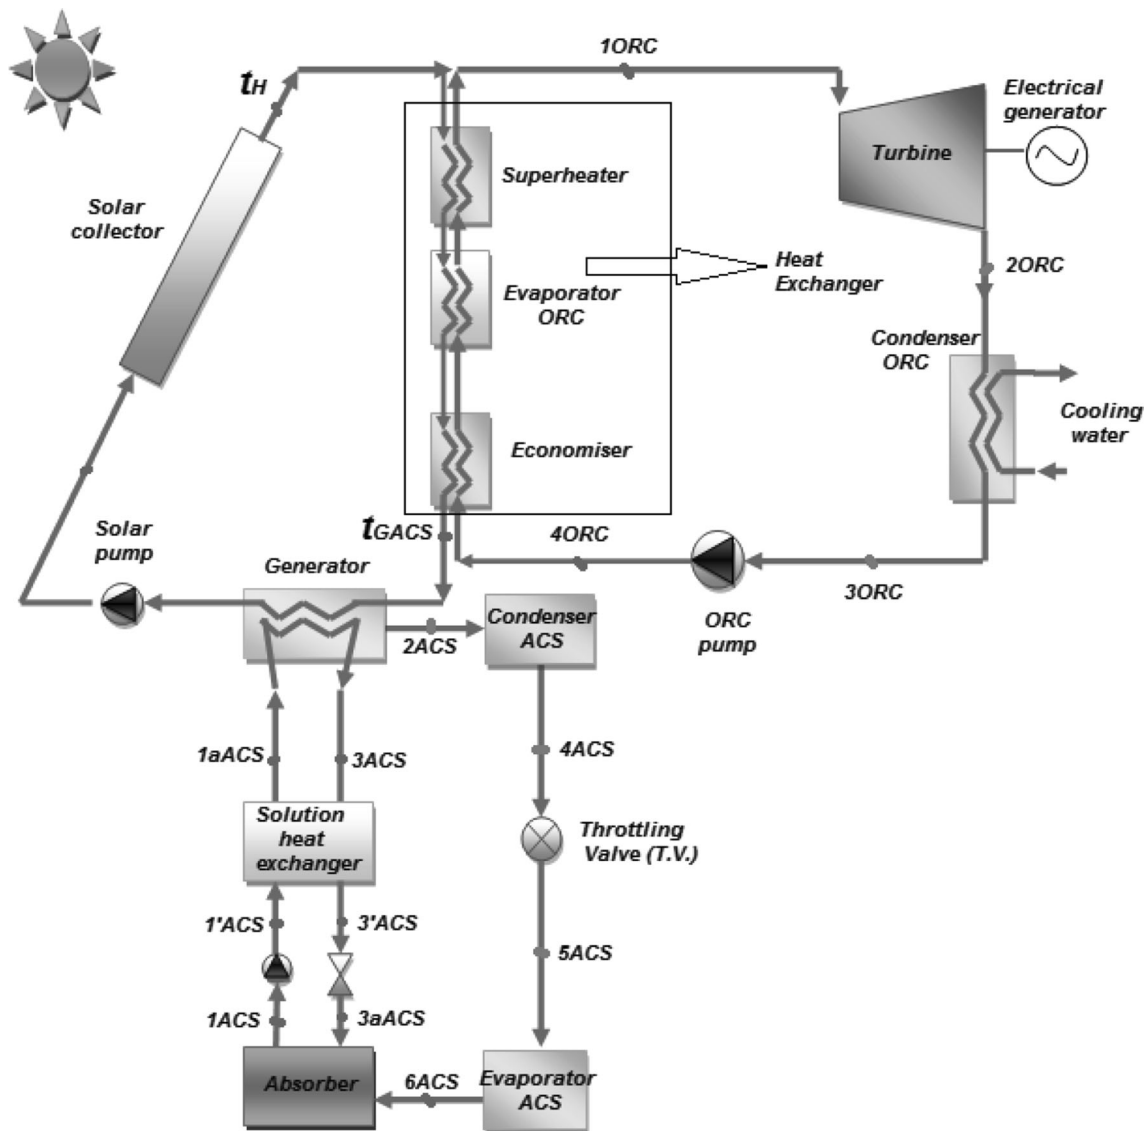 1ORC
tH
Electrical
generator
Turbine
Superheater
Solar
collector
Heat
Exchanger
2ORC
Evaporator
ORC
Condenser
ORC
Cooling
water
Economiser
tGACS
4ORC
3ORC
Solar
pump
Generator
ORC
pump
2ACS
Condenser
ACS
1aACS
3ACS
4ACS
Solution
heat
exchanger
Throttling
Valve (T.V.)
1'ACS
3'ACS
5ACS
1ACS
3aACS
Absorber
6ACS
Evaporator
ACS